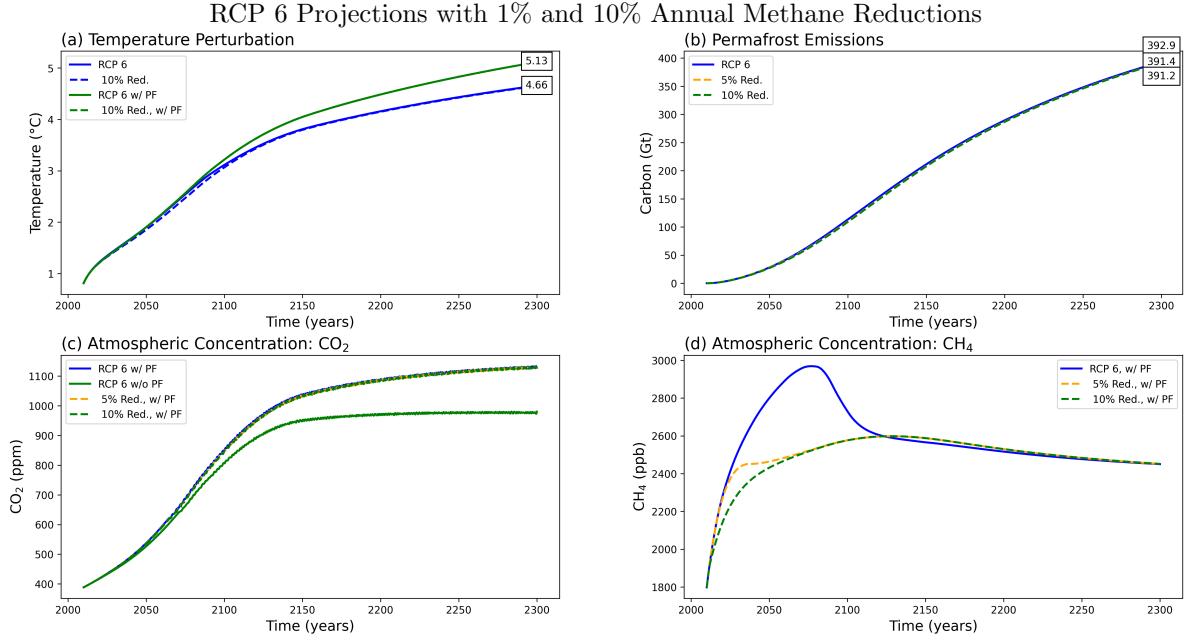 RCP 6 Projections with 1% and 10% Annual Methane Reductions
(a) Temperature Perturbation
RCP 6
10% Red.
RCP 6 w/ PF
10% Red., w/ PF
5.13
4.66
5
4
3
2
1
Temperature (°C)
2000 2050 2100 2150 2200 2250 2300
Time (years)
(b) Permafrost Emissions
RCP 6
5% Red.
10% Red.
392.9
391.4
391.2
400
350
300
250
200
150
100
50
0
Carbon (Gt)
2000 2050 2100 2150 2200 2250 2300
Time (years)
(c) Atmospheric Concentration: CO₂
RCP 6 w/ PF
RCP 6 w/o PF
5% Red., w/ PF
10% Red., w/ PF
1100
1000
900
800
700
600
500
400
CO₂ (ppm)
2000 2050 2100 2150 2200 2250 2300
Time (years)
(d) Atmospheric Concentration: CH₄
RCP 6, w/ PF
5% Red., w/ PF
10% Red., w/ PF
3000
2800
2600
2400
2200
2000
1800
CH₄ (ppb)
2000 2050 2100 2150 2200 2250 2300
Time (years)